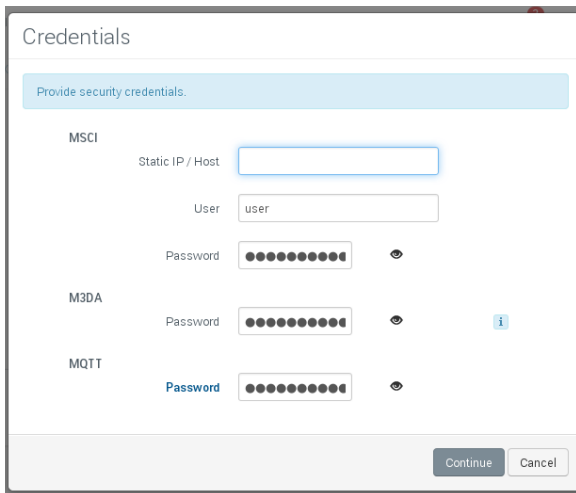 Credentials
Provide security credentials.
MSCI
Static IP / Host
User user
Password
M3DA
Password i
MQTT
Password
Continue Cancel